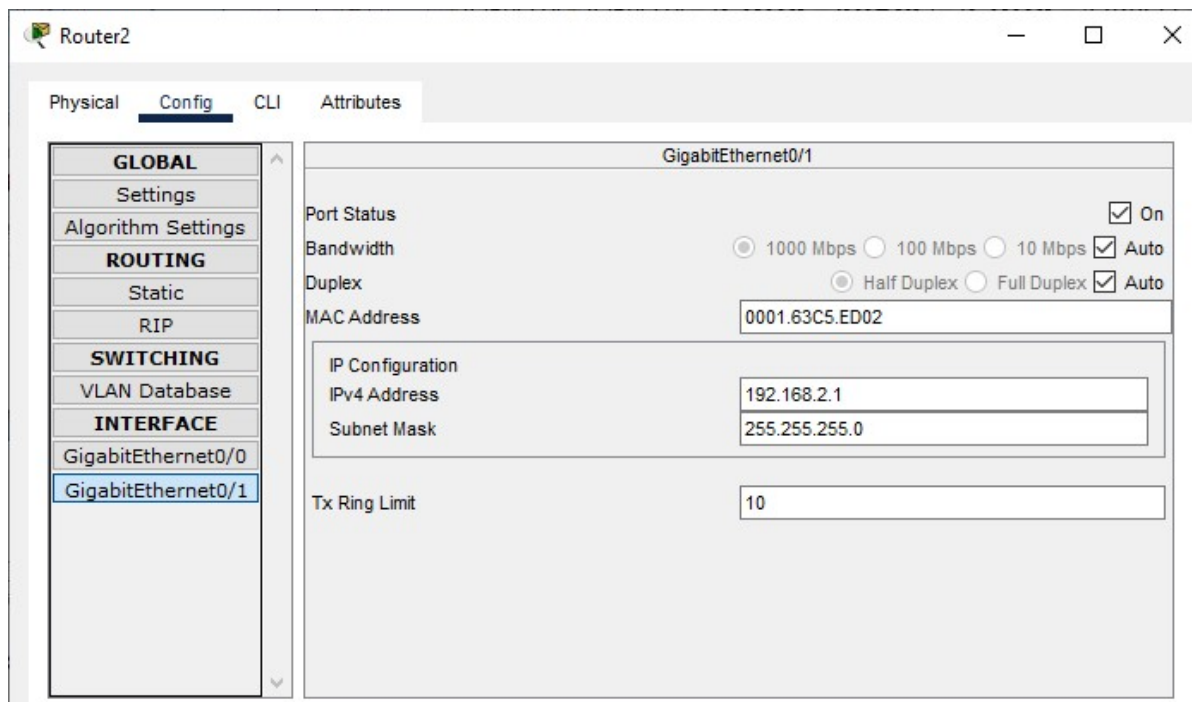 Router2
Physical Config CLI Attributes
GLOBAL
Settings
Algorithm Settings
ROUTING
Static
RIP
SWITCHING
VLAN Database
INTERFACE
GigabitEthernet0/0
GigabitEthernet0/1
GigabitEthernet0/1
Port Status On
Bandwidth 1000 Mbps 100 Mbps 10 Mbps Auto
Duplex Half Duplex Full Duplex Auto
MAC Address 0001.63C5.ED02
IP Configuration
IPv4 Address 192.168.2.1
Subnet Mask 255.255.255.0
Tx Ring Limit 10